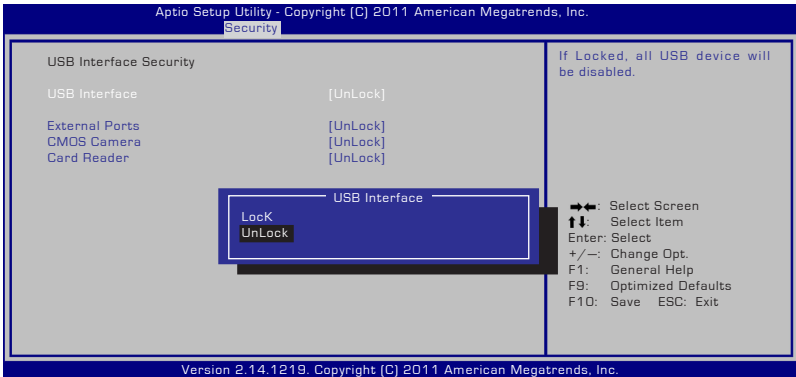 Aptio Setup Utility - Copyright (C) 2011 American Megatrends, Inc.
Security
USB Interface Security
USB Interface [UnLock]
External Ports [UnLock]
CMOS Camera [UnLock]
Card Reader [UnLock]
If Locked, all USB device will
be disabled.
USB Interface
LocK
UnLock
→←: Select Screen
↑↓: Select Item
Enter: Select
+/—: Change Opt.
F1: General Help
F9: Optimized Defaults
F10: Save ESC: Exit
Version 2.14.1219. Copyright (C) 2011 American Megatrends, Inc.